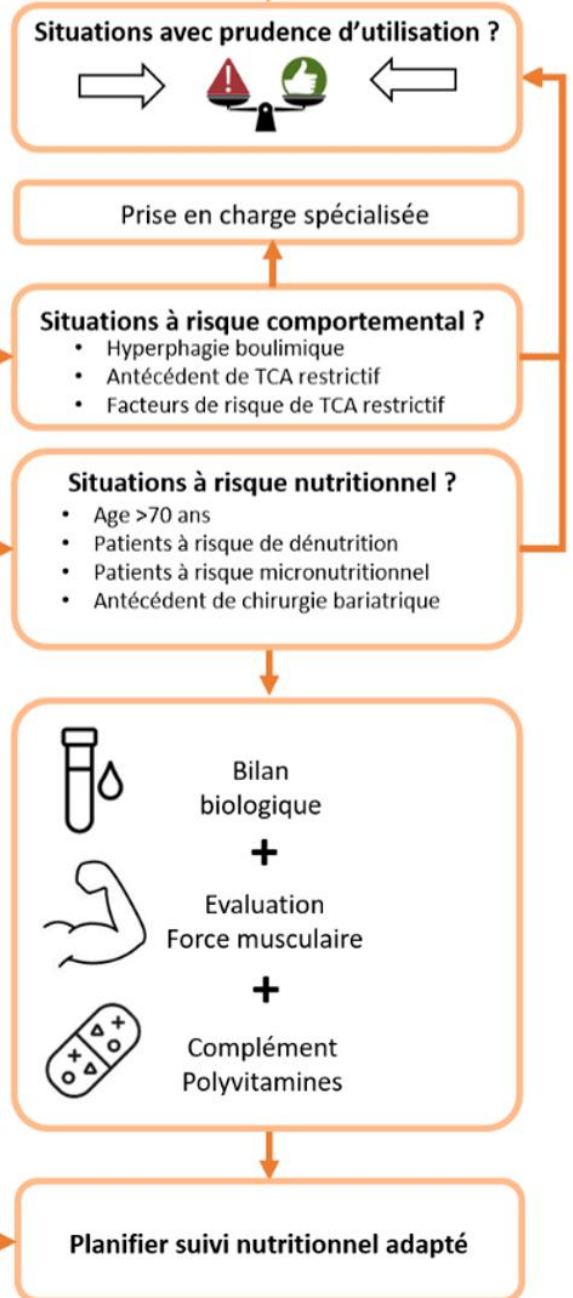 Situations avec prudence d’utilisation ?
Prise en charge spécialisée
Situations à risque comportemental ?
• Hyperphagie boulimique
• Antécédent de TCA restrictif
• Facteurs de risque de TCA restrictif
Situations à risque nutritionnel ?
• Age >70 ans
• Patients à risque de dénutrition
• Patients à risque micronutritionnel
• Antécédent de chirurgie bariatrique
Bilan
biologique
+
Evaluation
Force musculaire
+
Complément
Polyvitamines
Planifier suivi nutritionnel adapté